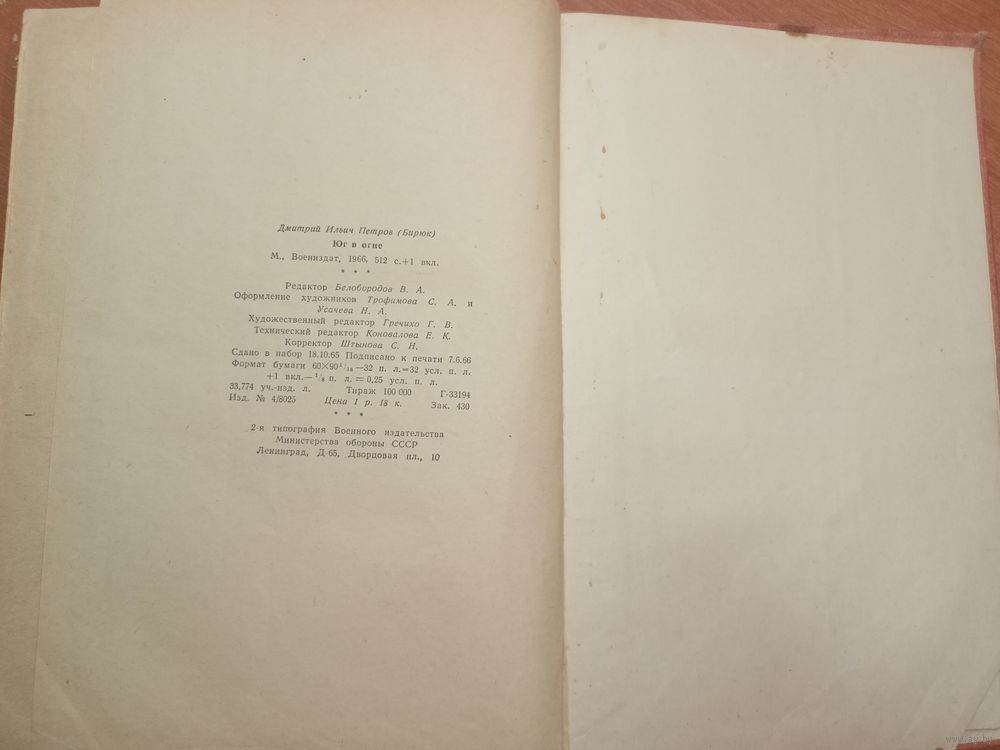 Дмитрий Ильич Петров (Бирюк)
Юг в огне
М., Воениздат, 1966, 512 с.+1 вкл.
* * *
Редактор Белобородов В. А.
Оформление художников Трофимова С. А. и
Усачева Н. А.
Художественный редактор Гречихо Г. В.
Технический редактор Коновалова Е. К.
Корректор Штынова С. Н.
Сдано в набор 18.10.65 Подписано к печати 7.6.66
Формат бумаги 60×90¹/₁₆—32 п. л.=32 усл. п. л.
+1 вкл.—¹/₈ п. л.=0,25 усл. п. л.
33,774 уч.-изд. л. Тираж 100 000 Г-33194
Изд. № 4/8025 Цена 1 р. 18 к. Зак. 430
* * *
2-я типография Военного издательства
Министерства обороны СССР
Ленинград, Д-65, Дворцовая пл., 10
www.ay.by